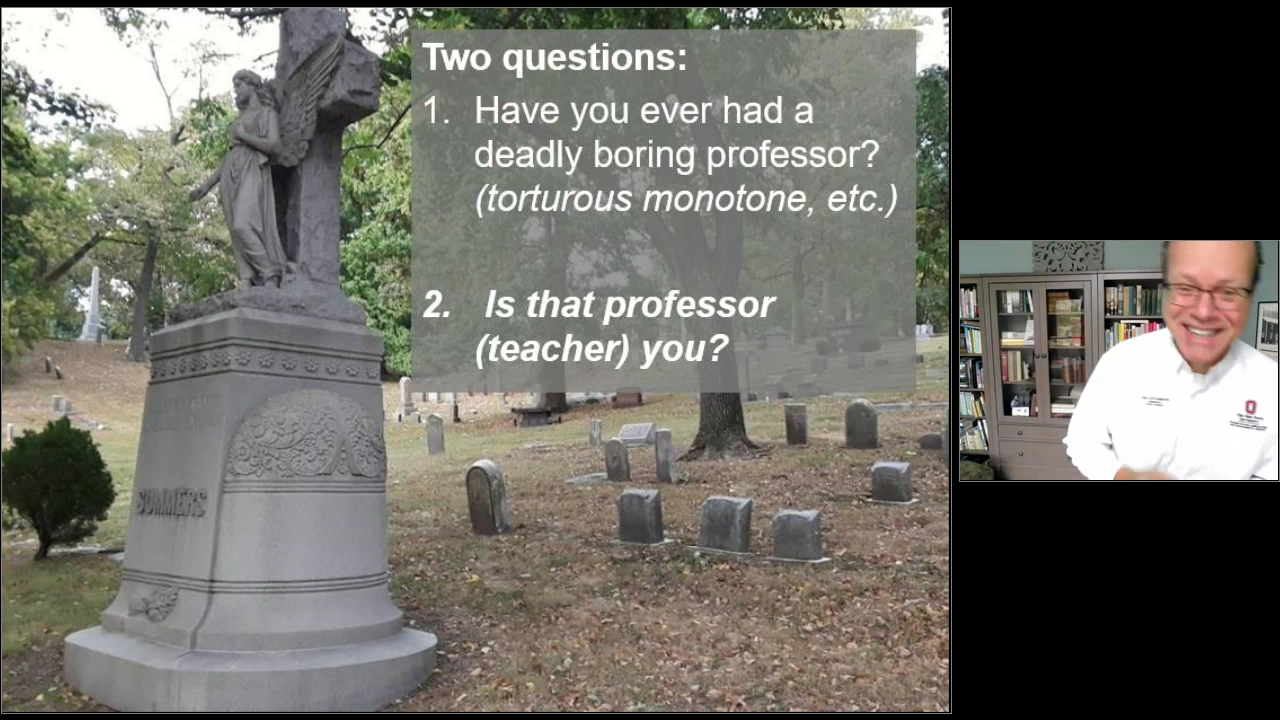 Two questions:
1. Have you ever had a
deadly boring professor?
(torturous monotone, etc.)
2. Is that professor
(teacher) you?
SUMMERS